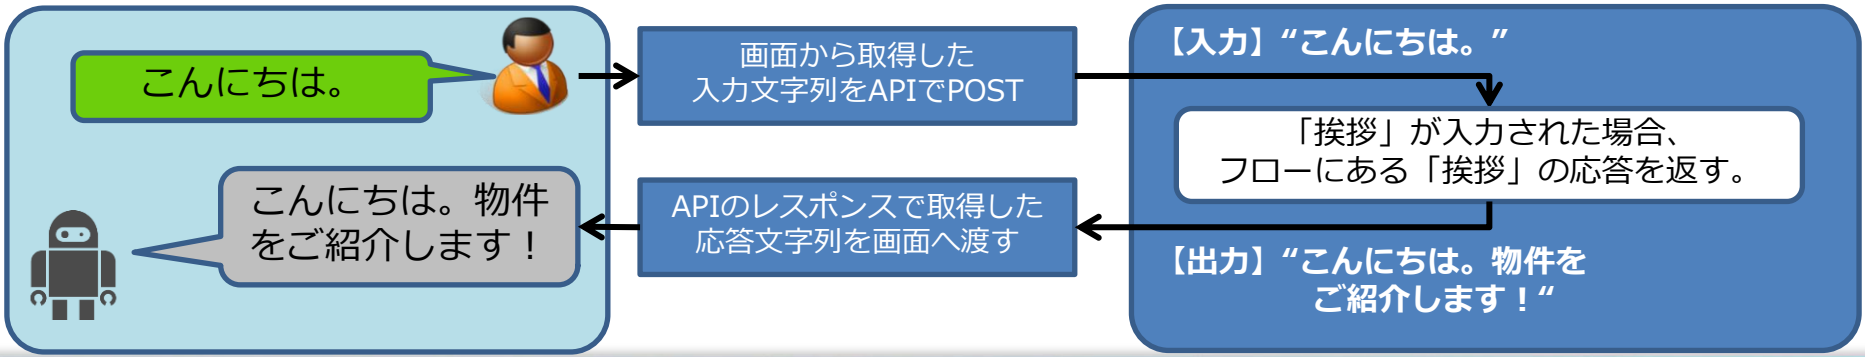 こんにちは。
画面から取得した
入力文字列をAPIでPOST
【入力】“こんにちは。”
「挨拶」が入力された場合、
フローにある「挨拶」の応答を返す。
【出力】“こんにちは。物件を
ご紹介します！“
APIのレスポンスで取得した
応答文字列を画面へ渡す
こんにちは。物件
をご紹介します！